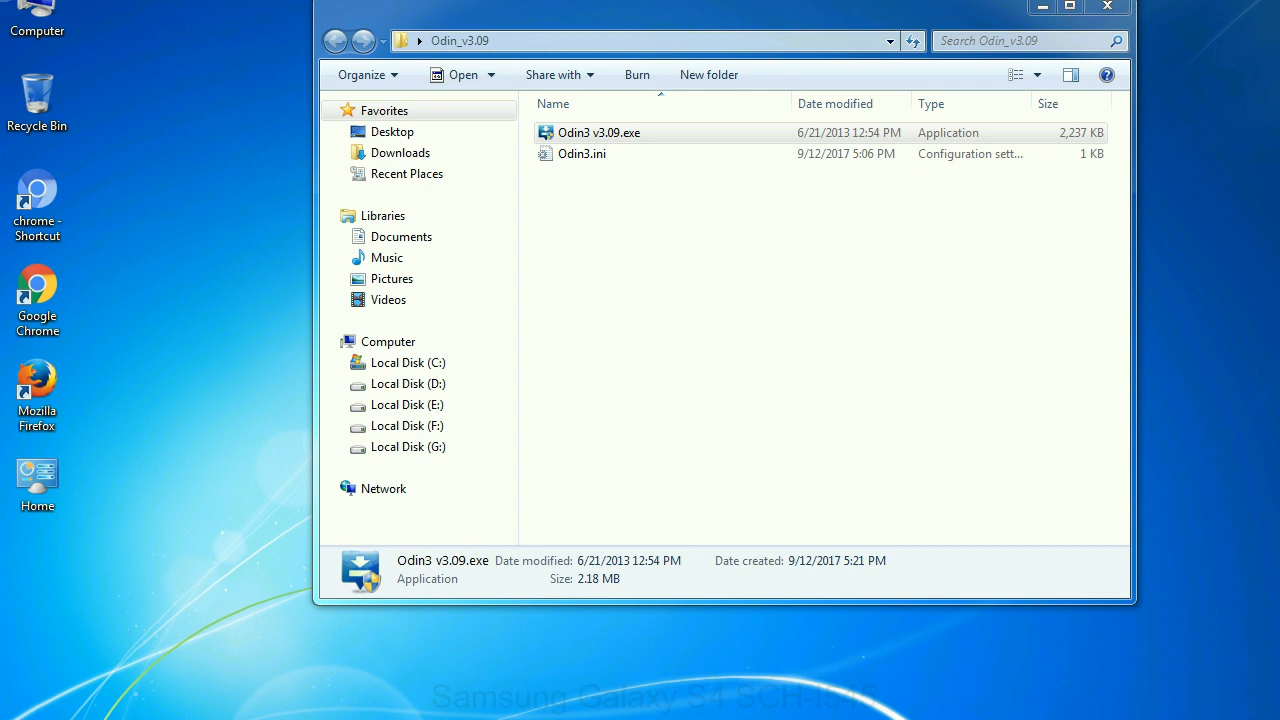 Computer
Recycle Bin
chrome -
Shortcut
Google
Chrome
Mozilla
Firefox
Home
Odin_v3.09
Search Odin_v3.09
Organize
Open
Share with
Burn
New folder
Favorites
Desktop
Downloads
Recent Places
Libraries
Documents
Music
Pictures
Videos
Computer
Local Disk (C:)
Local Disk (D:)
Local Disk (E:)
Local Disk (F:)
Local Disk (G:)
Network
Name Date modified Type Size
Odin3 v3.09.exe 6/21/2013 12:54 PM Application 2,237 KB
Odin3.ini 9/12/2017 5:06 PM Configuration sett... 1 KB
Odin3 v3.09.exe Date modified: 6/21/2013 12:54 PM Date created: 9/12/2017 5:21 PM
Application Size: 2.18 MB
Samsung Galaxy S4